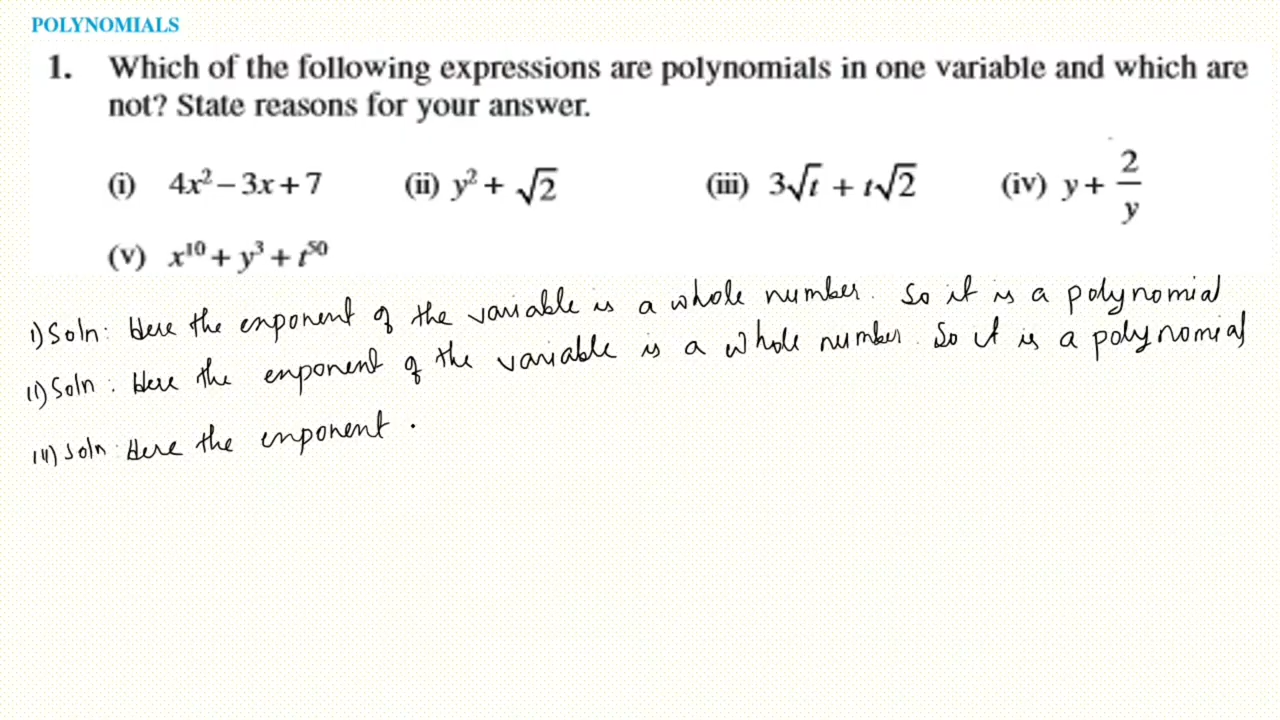 POLYNOMIALS
1. Which of the following expressions are polynomials in one variable and which are
not? State reasons for your answer.
(i) 4x² – 3x + 7 (ii) y² + √2 (iii) 3√t + t√2 (iv) y + 2/y
(v) x¹⁰ + y³ + t⁵⁰
i) Soln: Here the exponent of the variable is a whole number. So it is a polynomial
ii) Soln: Here the exponent of the variable is a whole number. So it is a polynomial
iii) Soln: Here the exponent